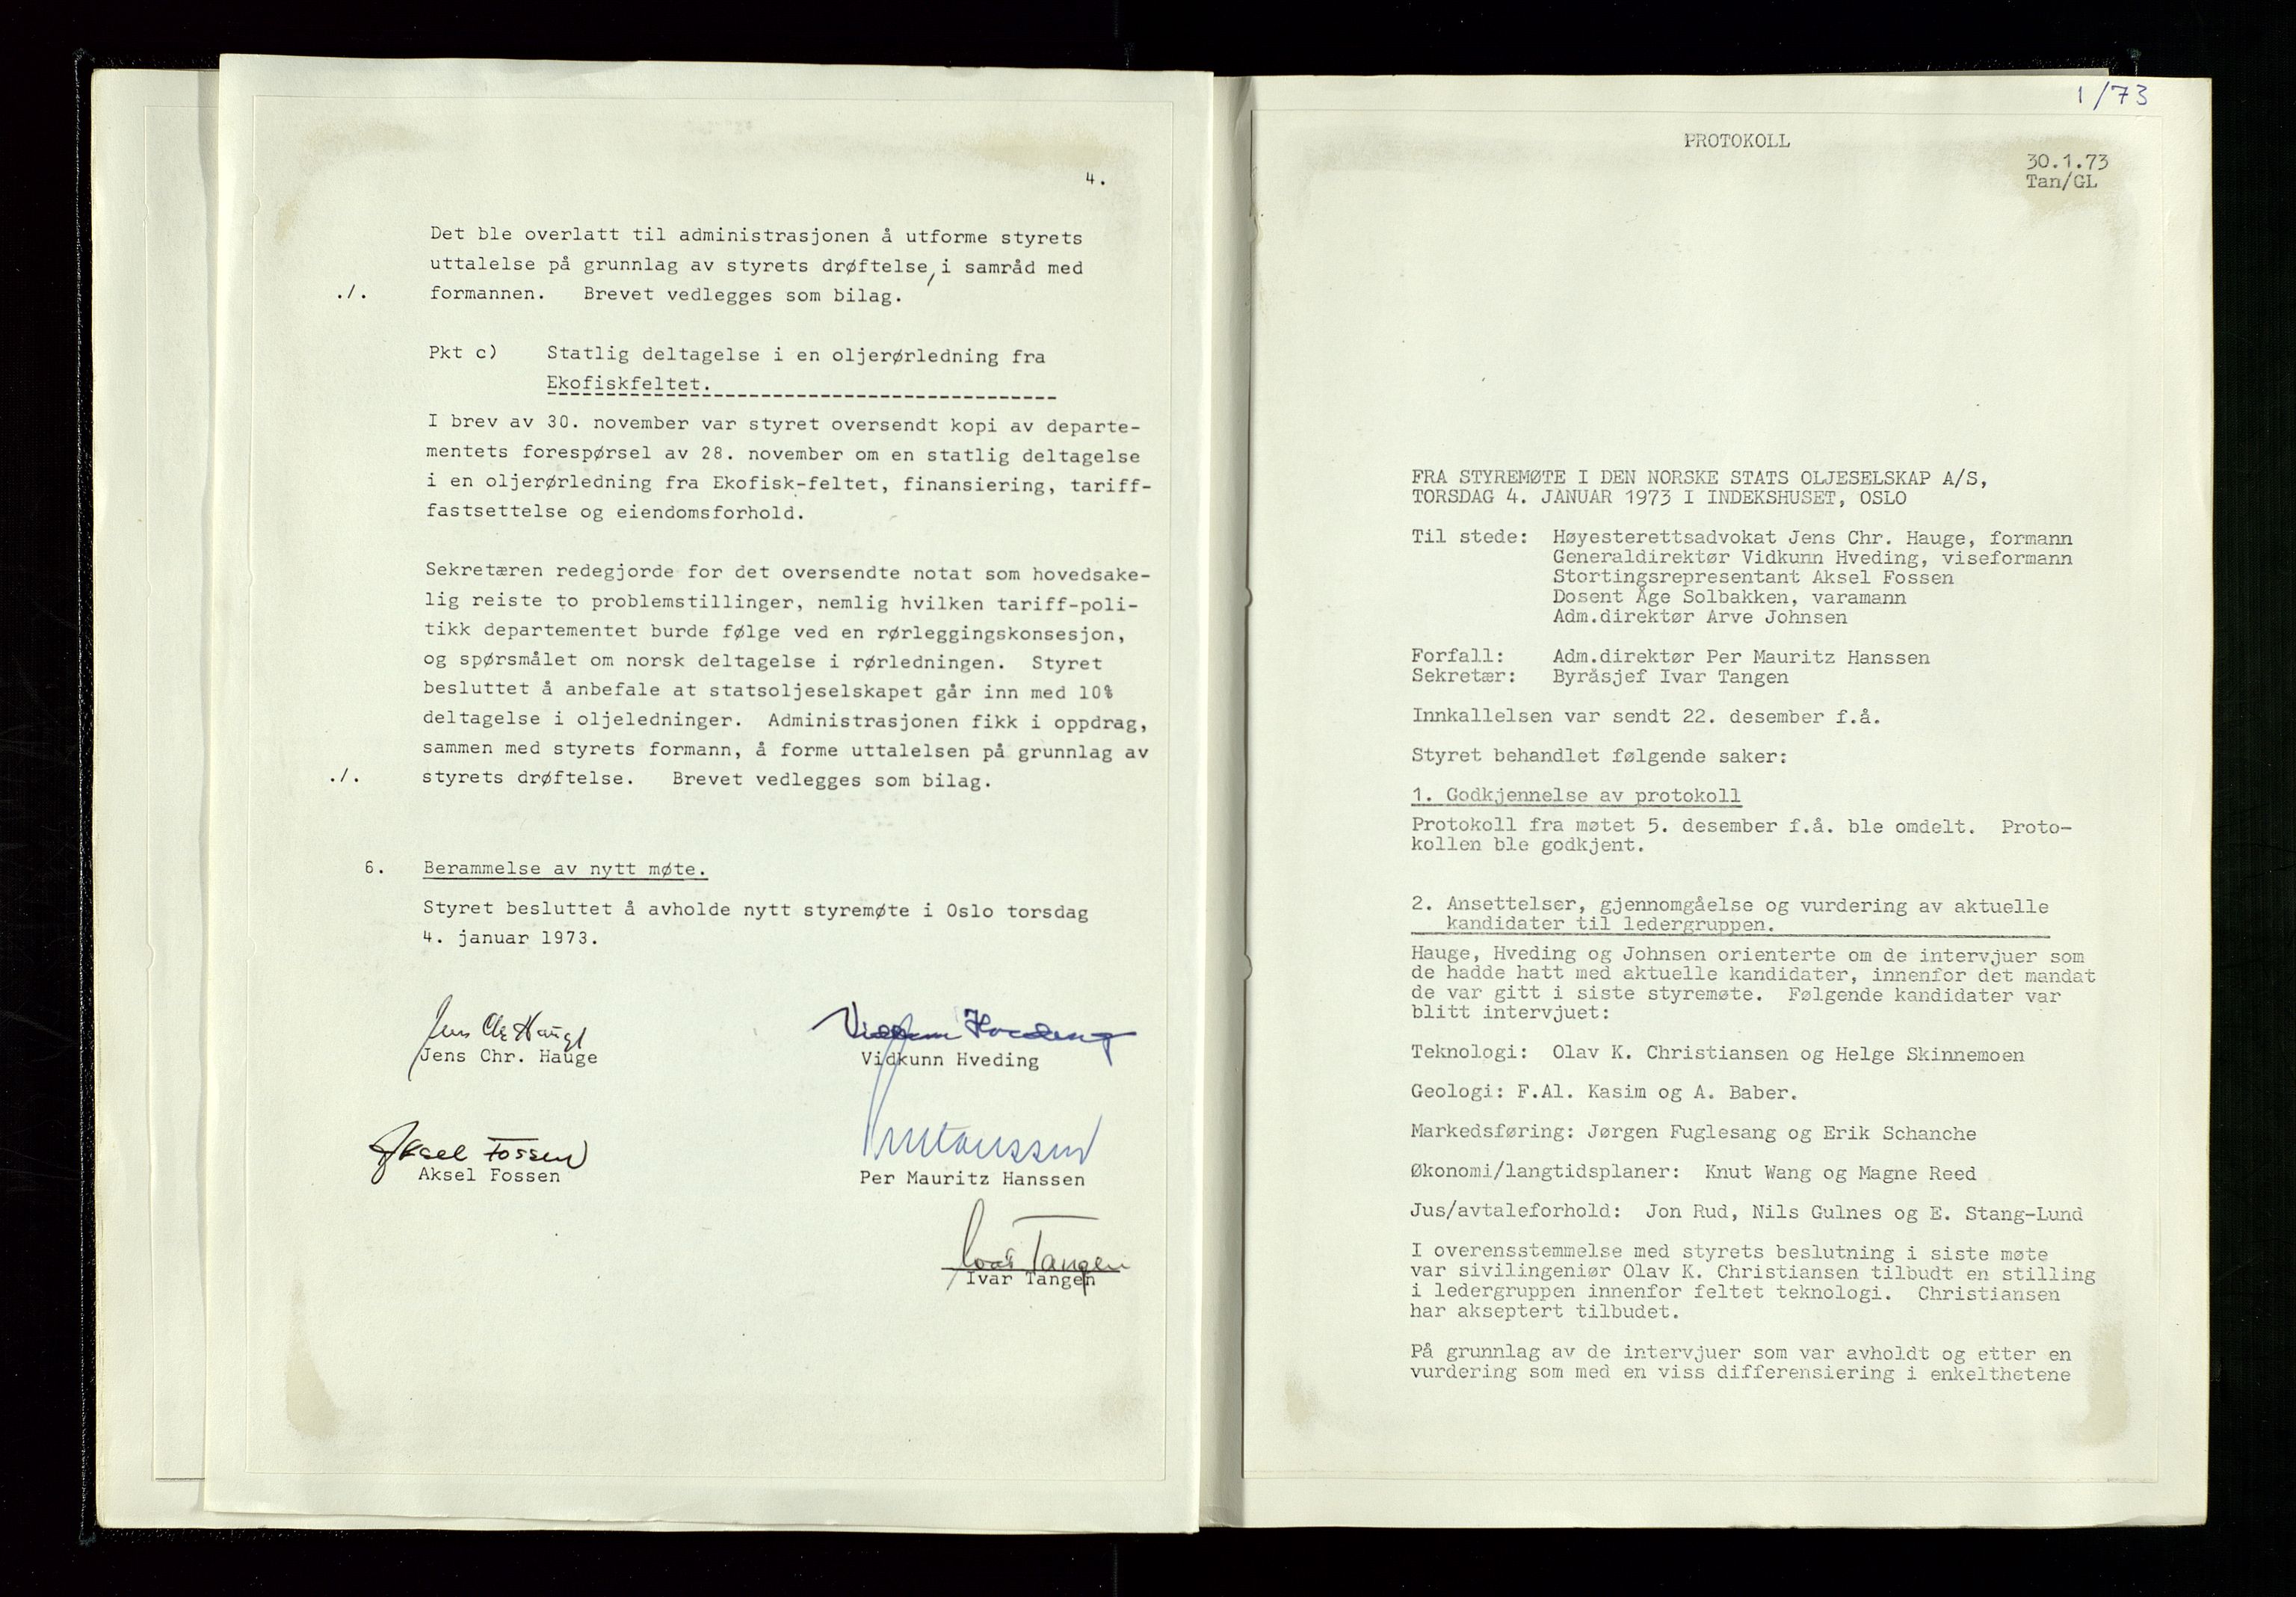 4.
Det ble overlatt til administrasjonen å utforme styrets
uttalelse på grunnlag av styrets drøftelse, i samråd med
./. formannen. Brevet vedlegges som bilag.
Pkt c) Statlig deltagelse i en oljerørledning fra
Ekofiskfeltet.
I brev av 30. november var styret oversendt kopi av departe-
mentets forespørsel av 28. november om en statlig deltagelse
i en oljerørledning fra Ekofisk-feltet, finansiering, tariff-
fastsettelse og eiendomsforhold.
Sekretæren redegjorde for det oversendte notat som hovedsake-
lig reiste to problemstillinger, nemlig hvilken tariff-poli-
tikk departementet burde følge ved en rørleggingskonsesjon,
og spørsmålet om norsk deltagelse i rørledningen. Styret
besluttet å anbefale at statsoljeselskapet går inn med 10%
deltagelse i oljeledninger. Administrasjonen fikk i oppdrag,
sammen med styrets formann, å forme uttalelsen på grunnlag av
./. styrets drøftelse. Brevet vedlegges som bilag.
6. Berammelse av nytt møte.
Styret besluttet å avholde nytt styremøte i Oslo torsdag
4. januar 1973.
Jens Chr Hauge Vidkunn Hveding
Jens Chr. Hauge Vidkunn Hveding
Aksel Fossen PMHanssen
Aksel Fossen Per Mauritz Hanssen
Ivar Tangen
Ivar Tangen
1/73
PROTOKOLL
30.1.73
Tan/GL
FRA STYREMØTE I DEN NORSKE STATS OLJESELSKAP A/S,
TORSDAG 4. JANUAR 1973 I INDEKSHUSET, OSLO
Til stede: Høyesterettsadvokat Jens Chr. Hauge, formann
Generaldirektør Vidkunn Hveding, viseformann
Stortingsrepresentant Aksel Fossen
Dosent Åge Solbakken, varamann
Adm.direktør Arve Johnsen
Forfall: Adm.direktør Per Mauritz Hanssen
Sekretær: Byråsjef Ivar Tangen
Innkallelsen var sendt 22. desember f.å.
Styret behandlet følgende saker:
1. Godkjennelse av protokoll
Protokoll fra møtet 5. desember f.å. ble omdelt. Proto-
kollen ble godkjent.
2. Ansettelser, gjennomgåelse og vurdering av aktuelle
kandidater til ledergruppen.
Hauge, Hveding og Johnsen orienterte om de intervjuer som
de hadde hatt med aktuelle kandidater, innenfor det mandat
de var gitt i siste styremøte. Følgende kandidater var
blitt intervjuet:
Teknologi: Olav K. Christiansen og Helge Skinnemoen
Geologi: F.Al. Kasim og A. Baber.
Markedsføring: Jørgen Fuglesang og Erik Schanche
Økonomi/langtidsplaner: Knut Wang og Magne Reed
Jus/avtaleforhold: Jon Rud, Nils Gulnes og E. Stang-Lund
I overensstemmelse med styrets beslutning i siste møte
var sivilingeniør Olav K. Christiansen tilbudt en stilling
i ledergruppen innenfor feltet teknologi. Christiansen
har akseptert tilbudet.
På grunnlag av de intervjuer som var avholdt og etter en
vurdering som med en viss differensiering i enkelthetene